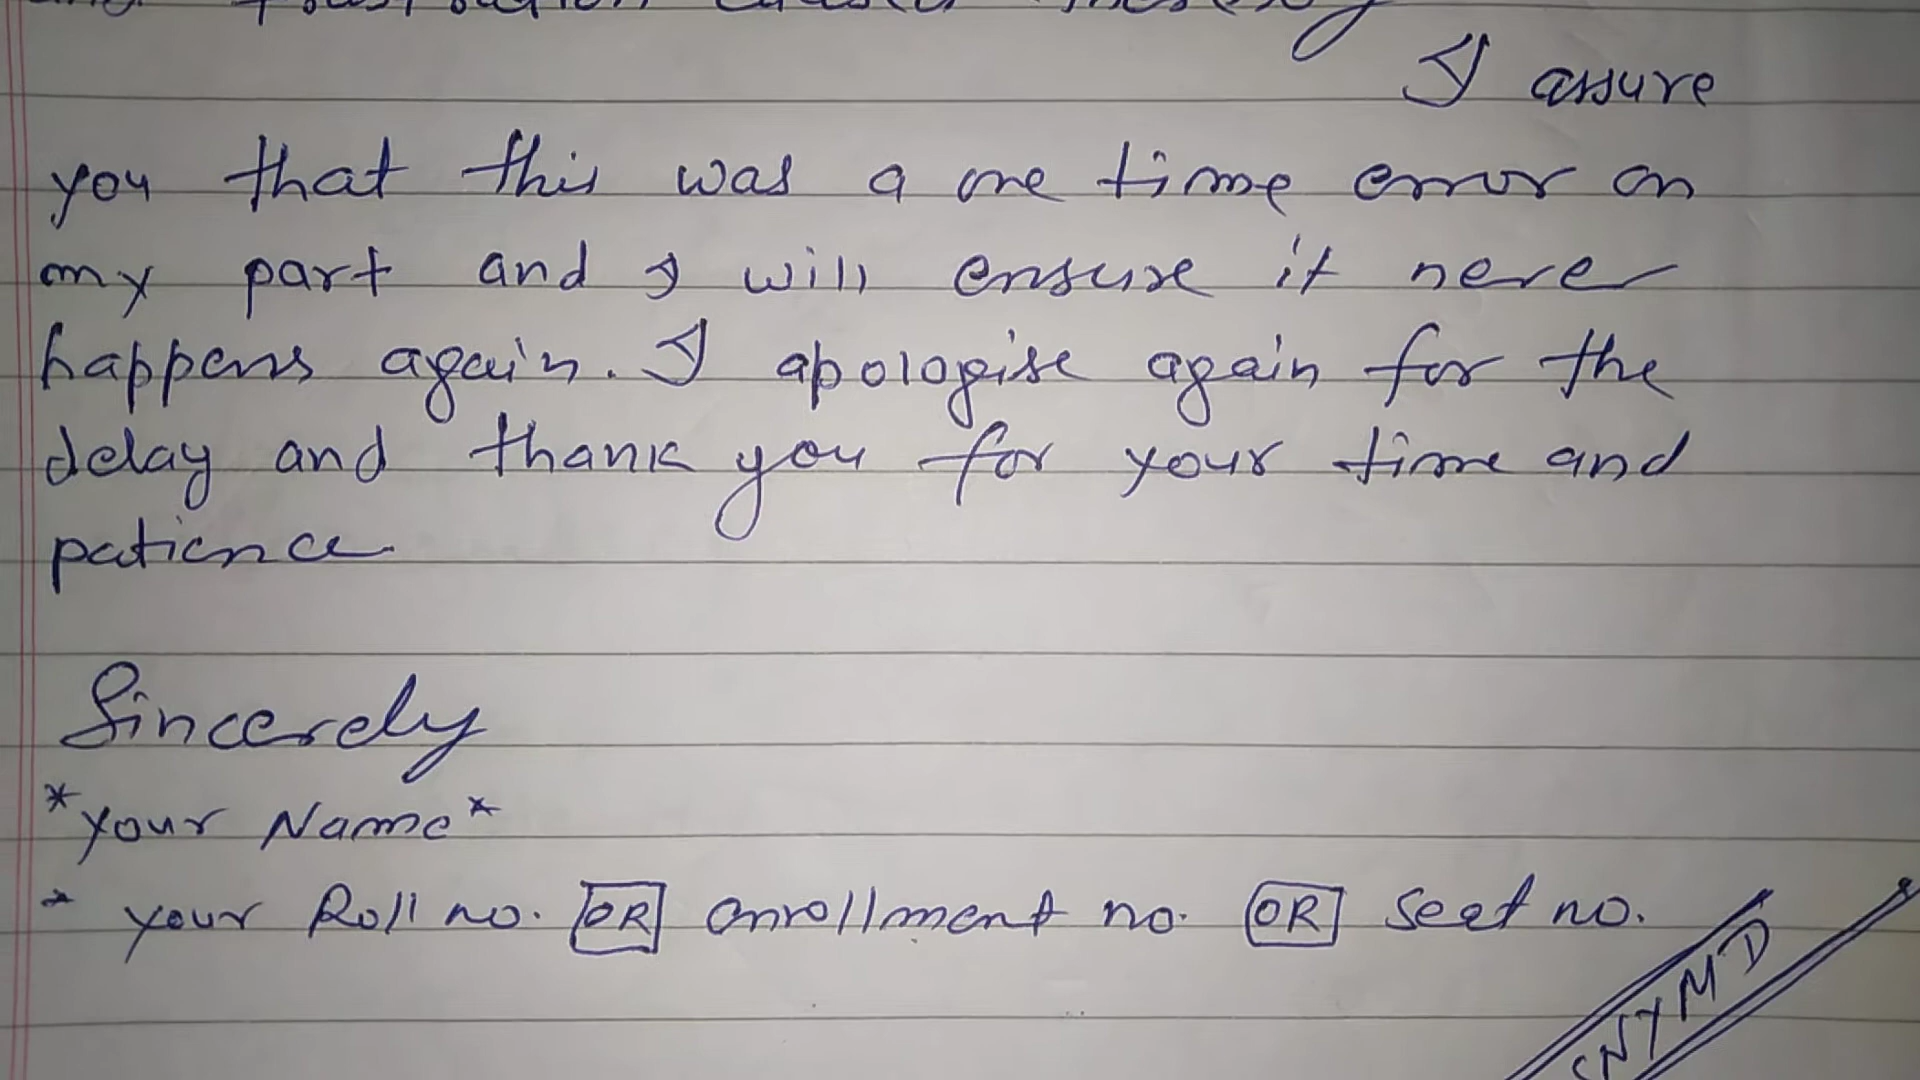 I assure
you that this was a one time error on
my part and I will ensure it never
happens again. I apologise again for the
delay and thank you for your time and
patience
Sincerely
*Your Name*
* your Roll no. OR enrollment no. OR seat no.
NYMD